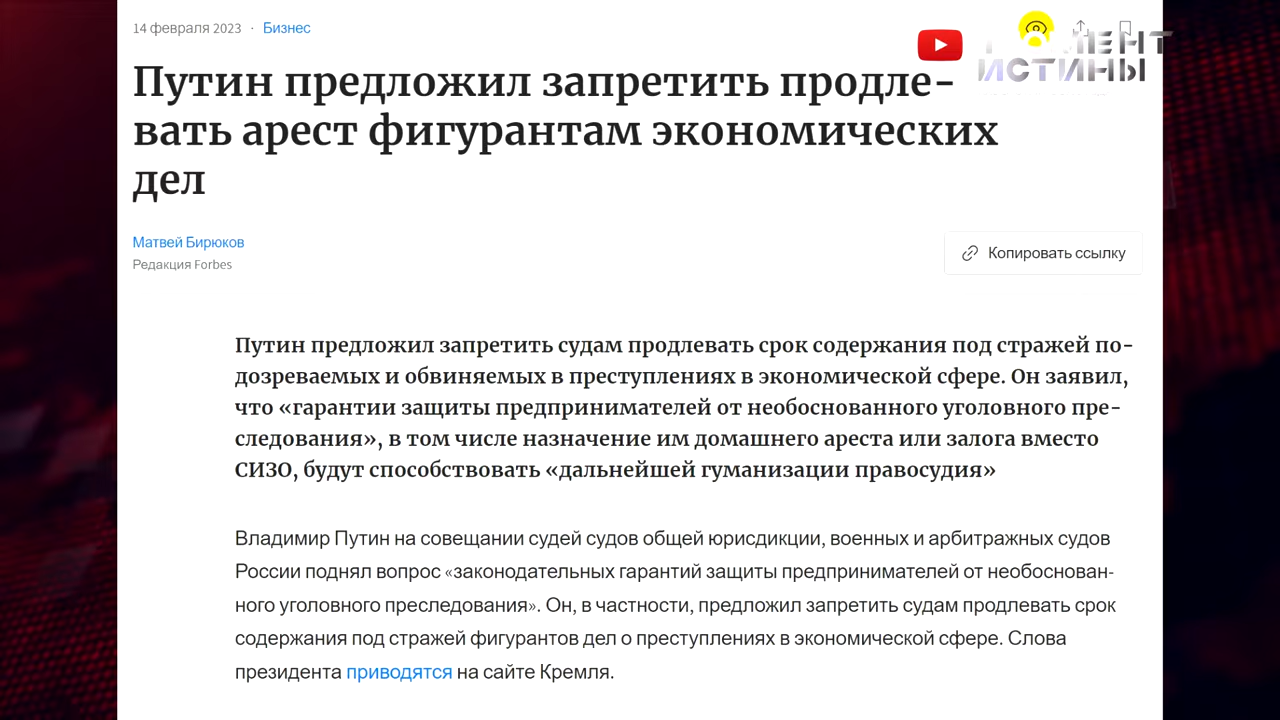 14 февраля 2023 · Бизнес
МОМЕНТ
ИСТИНЫ
Путин предложил запретить продле-
вать арест фигурантам экономических
дел
Матвей Бирюков
Редакция Forbes
Копировать ссылку
Путин предложил запретить судам продлевать срок содержания под стражей по-
дозреваемых и обвиняемых в преступлениях в экономической сфере. Он заявил,
что «гарантии защиты предпринимателей от необоснованного уголовного пре-
следования», в том числе назначение им домашнего ареста или залога вместо
СИЗО, будут способствовать «дальнейшей гуманизации правосудия»
Владимир Путин на совещании судей судов общей юрисдикции, военных и арбитражных судов
России поднял вопрос «законодательных гарантий защиты предпринимателей от необоснован-
ного уголовного преследования». Он, в частности, предложил запретить судам продлевать срок
содержания под стражей фигурантов дел о преступлениях в экономической сфере. Слова
президента приводятся на сайте Кремля.